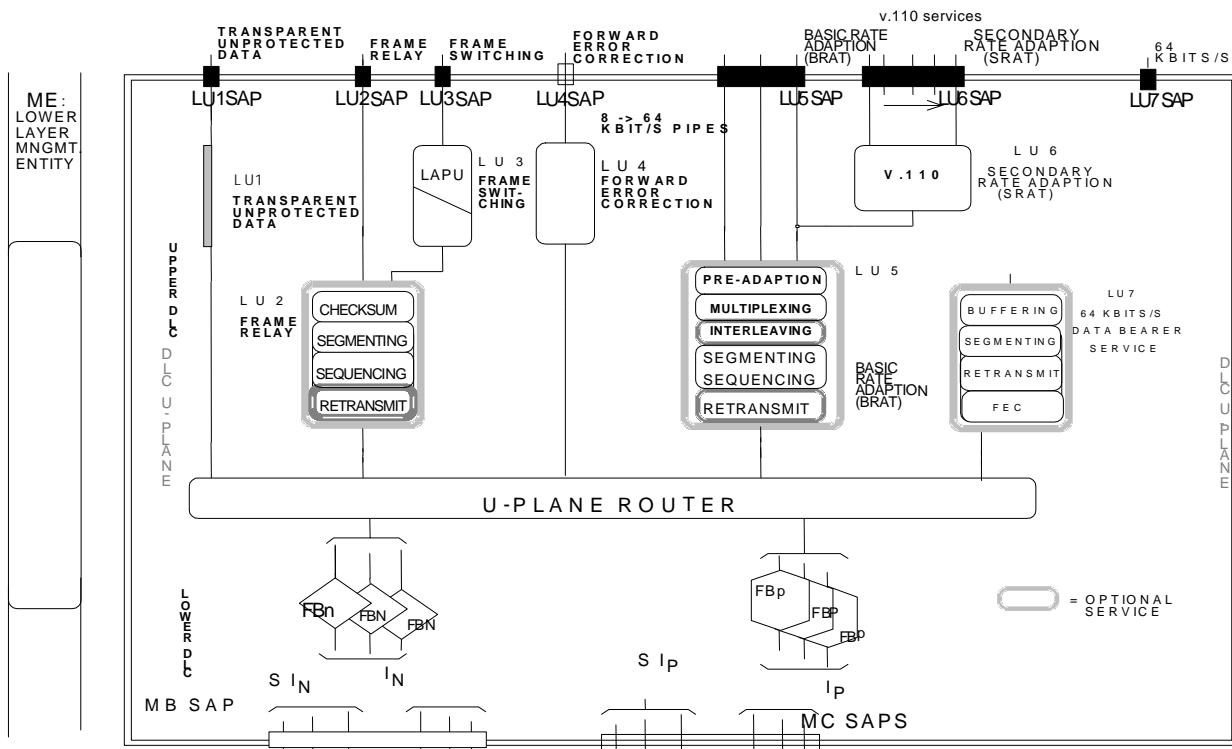 v.110 services
TRANSPARENT
UNPROTECTED
DATA
FRAME
RELAY
FRAME
SWITCHING
FORWARD
ERROR
CORRECTION
BASIC RATE
ADAPTION
(BRAT)
SECONDARY
RATE ADAPTION
(SRAT)
64
KBITS/S
LU1SAP
LU2SAP
LU3SAP
LU4SAP
LU5SAP
LU6SAP
LU7SAP
ME:
LOWER
LAYER
MNGMT.
ENTITY
8 -> 64
KBIT/S PIPES
LAPU
LU 3
FRAME
SWIT-
CHING
LU 4
FORWARD
ERROR
CORRECTION
V.110
LU 6
SECONDARY
RATE ADAPTION
(SRAT)
LU1
TRANSPARENT
UNPROTECTED
DATA
UPPER DLC
DLC U-PLANE
LU 2
FRAME
RELAY
CHECKSUM
SEGMENTING
SEQUENCING
RETRANSMIT
PRE-ADAPTION
MULTIPLEXING
INTERLEAVING
SEGMENTING
SEQUENCING
RETRANSMIT
LU 5
BASIC
RATE
ADAPTION
(BRAT)
BUFFERING
SEGMENTING
RETRANSMIT
FEC
LU7
64 KBITS/S
DATA BEARER
SERVICE
DLC U PLANE
U-PLANE ROUTER
FBn
FBN
FBN
FBp
FBP
FBp
= OPTIONAL
SERVICE
LOWER DLC
S IN
IN
S IP
IP
MB SAP
MC SAPS